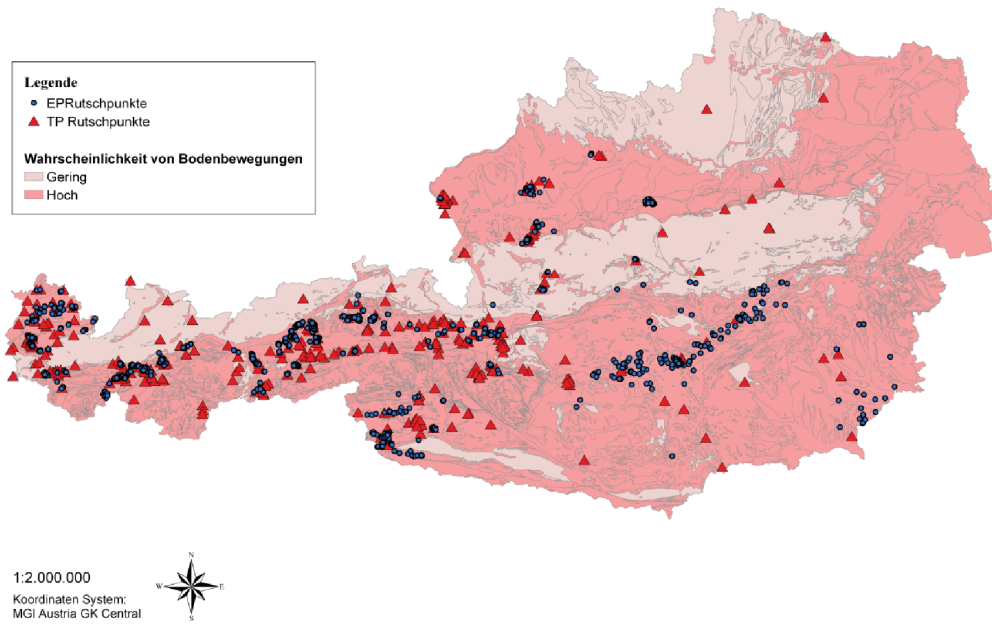 Legende
EPRutschpunkte
TP Rutschpunkte
Wahrscheinlichkeit von Bodenbewegungen
Gering
Hoch
1:2.000.000
Koordinaten System:
MGI Austria GK Central
N
W E
S